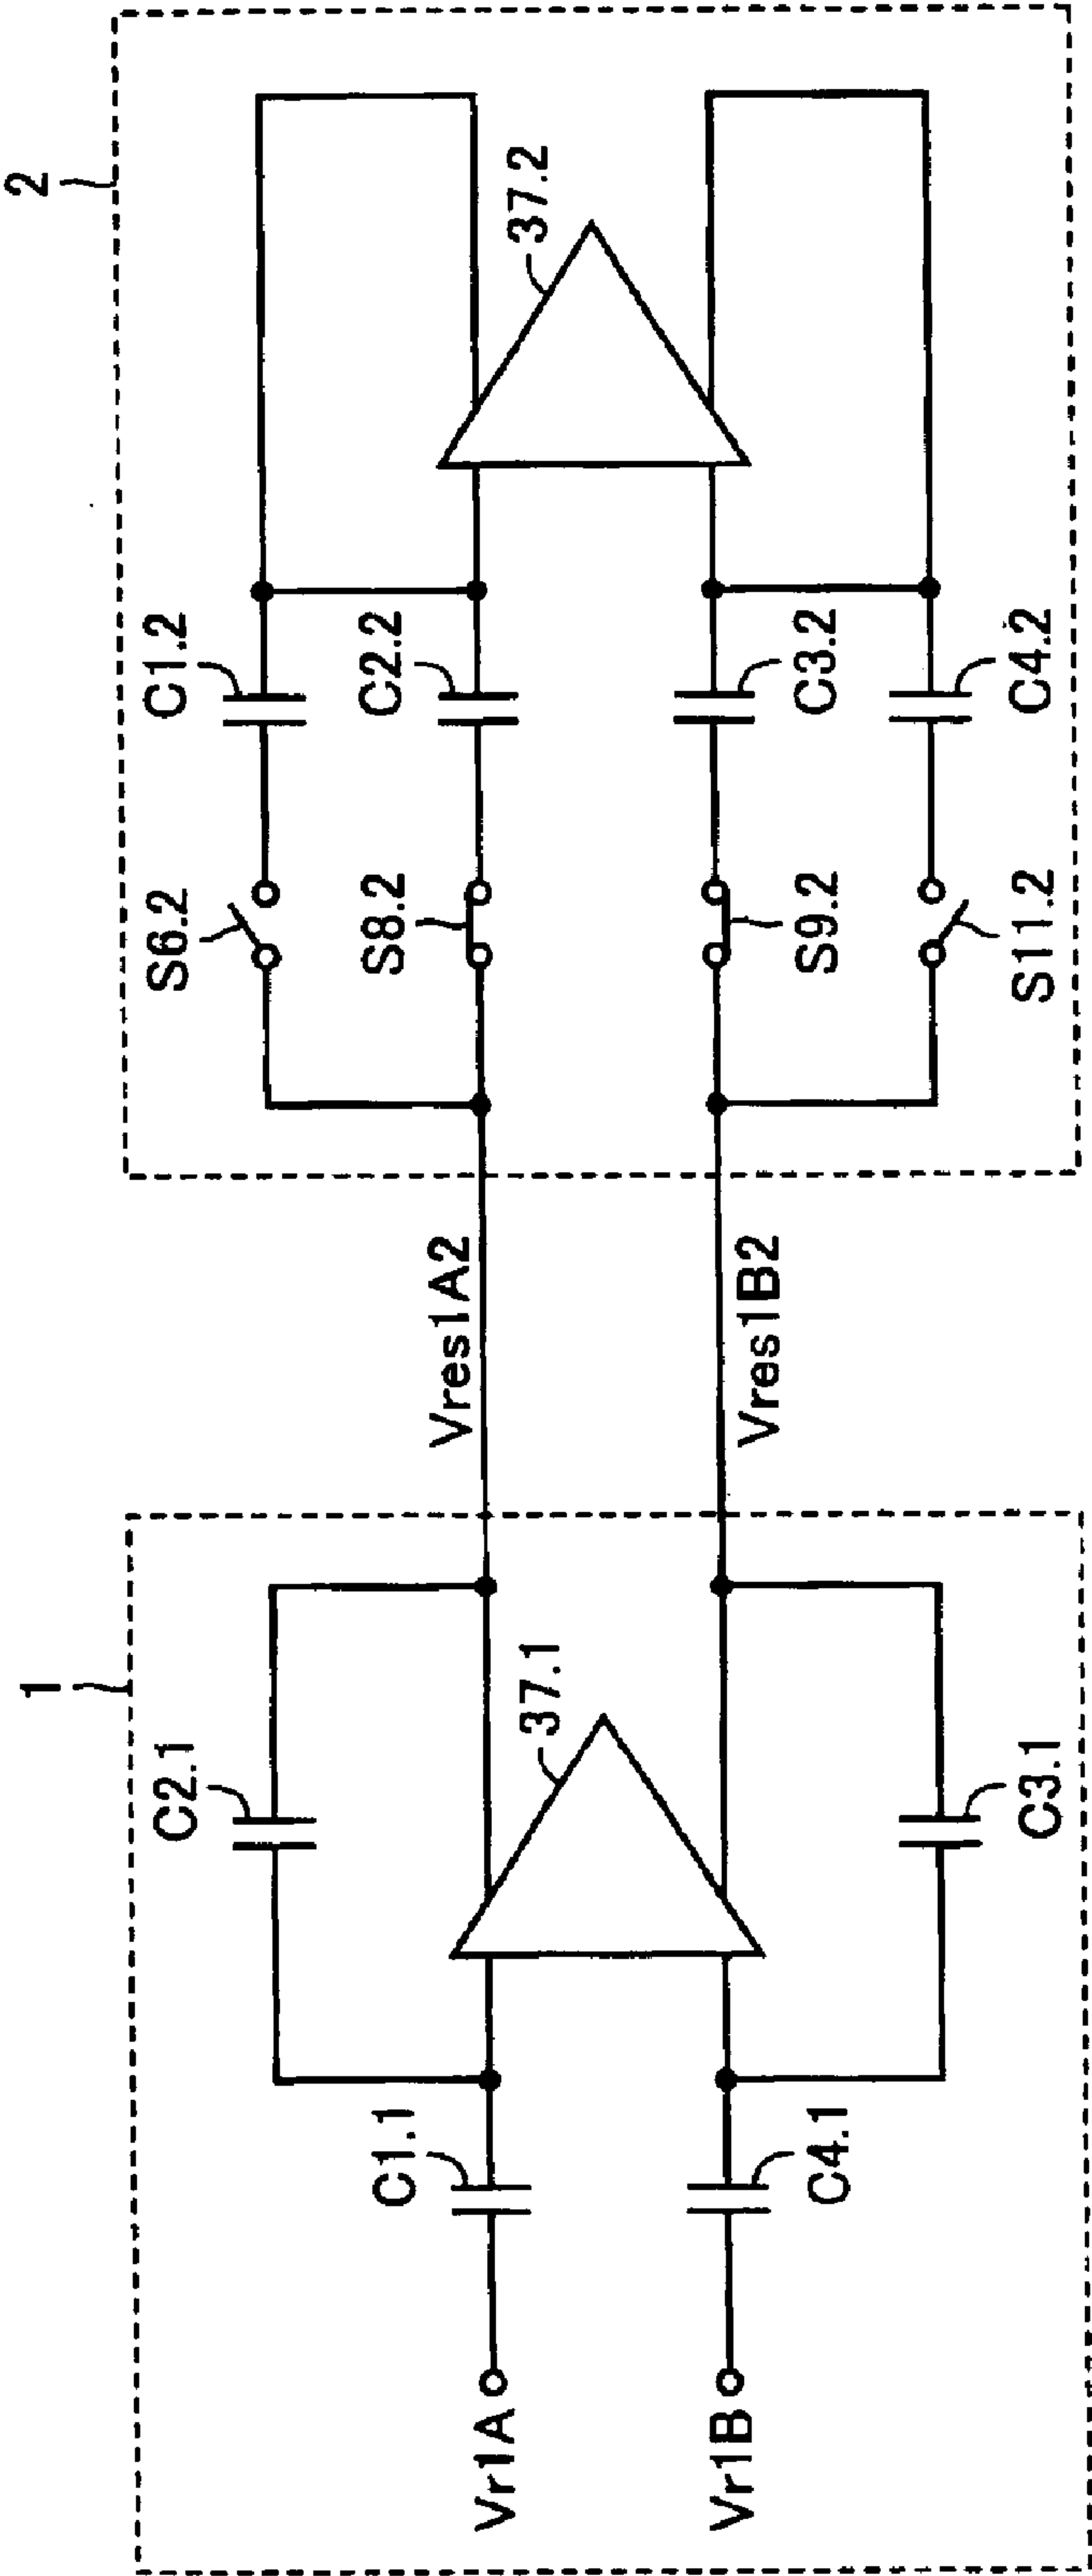 1
2
C2.1
C1.2
S6.2
C1.1
37.1
Vres1A2
S8.2
C2.2
37.2
Vr1A
Vr1B
C4.1
Vres1B2
S9.2
C3.2
C3.1
S11.2
C4.2